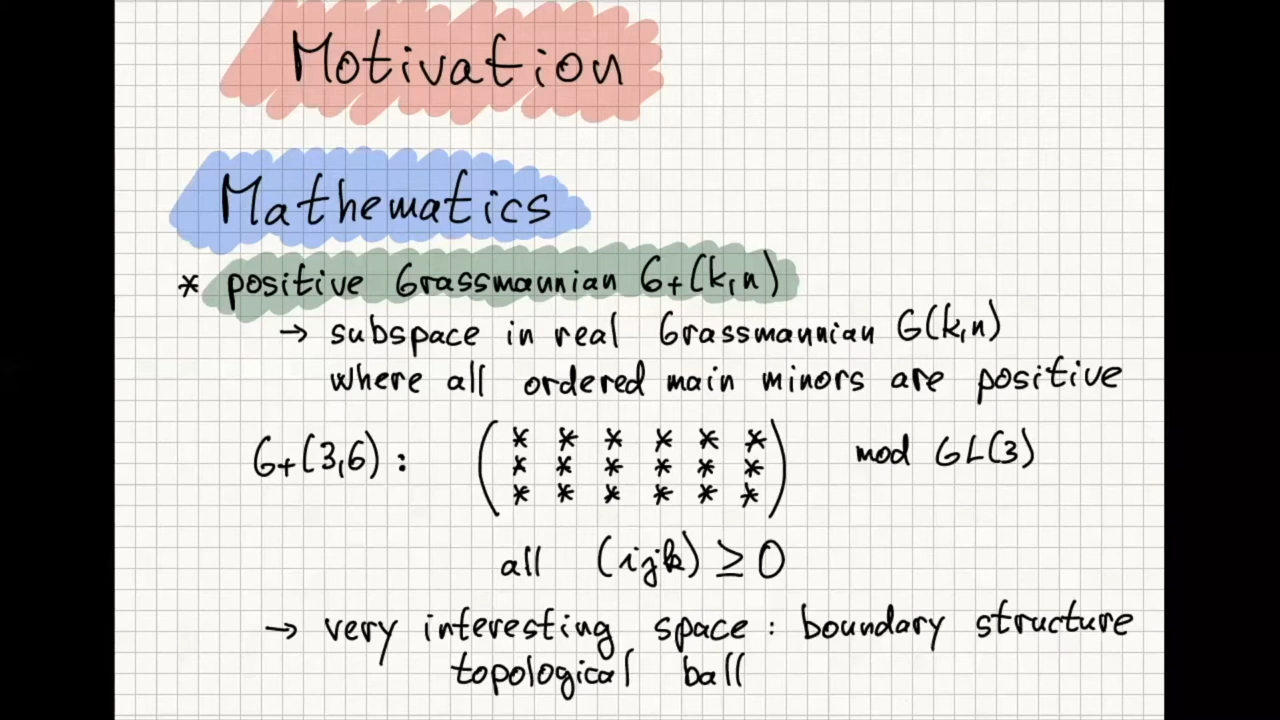 Motivation
Mathematics
* positive Grassmannian G+(k,n)
→ subspace in real Grassmannian G(k,n)
where all ordered main minors are positive
G+(3,6) : ( * * * * * * ) mod GL(3)
* * * * * *
* * * * * *
all (ijk) ≥ 0
→ very interesting space : boundary structure
topological ball